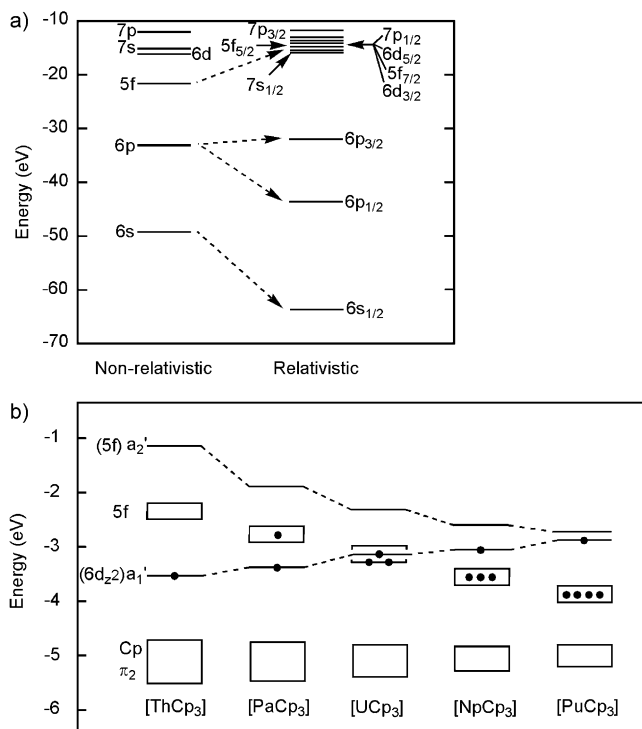 a)
-10
-20
-30
-40
-50
-60
-70
Energy (eV)
7p
7s
6d
5f
6p
6s
7p3/2
5f5/2
7s1/2
7p1/2
6d5/2
5f7/2
6d3/2
6p3/2
6p1/2
6s1/2
Non-relativistic
Relativistic
b)
-1
-2
-3
-4
-5
-6
Energy (eV)
(5f) a2'
5f
(6dz2)a1'
Cp
π2
[ThCp3]
[PaCp3]
[UCp3]
[NpCp3]
[PuCp3]